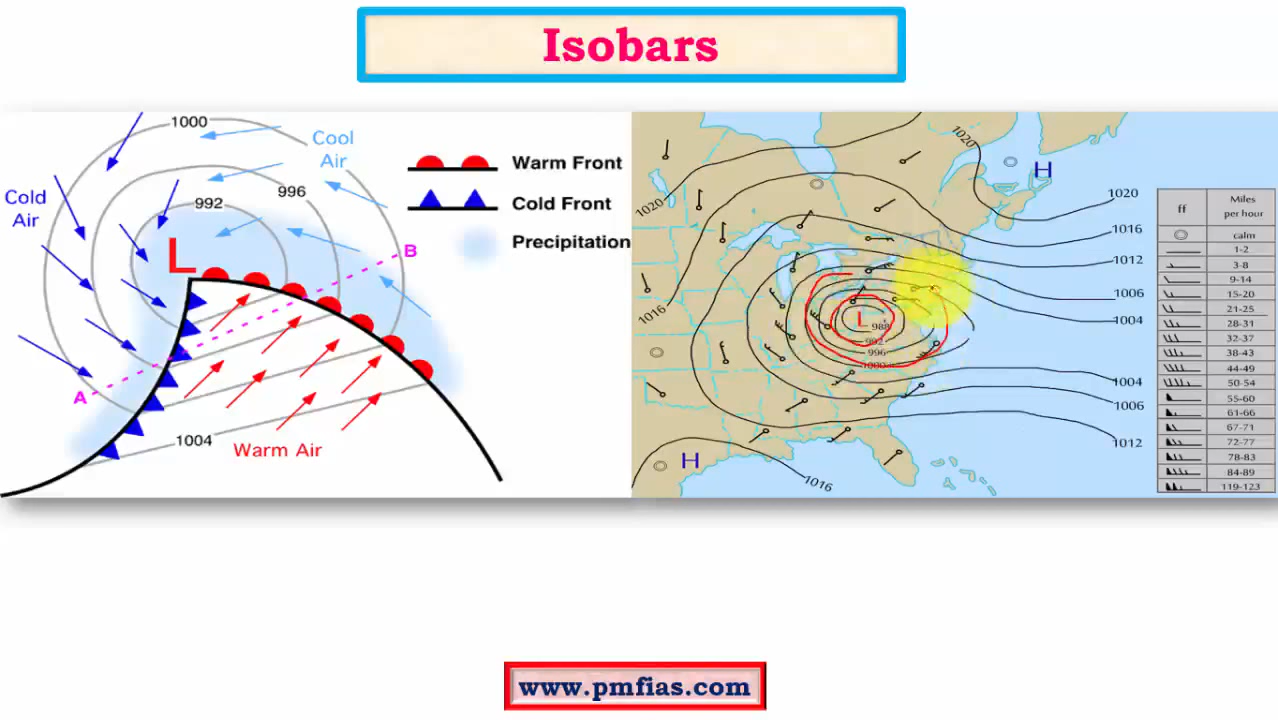 Isobars
1000
Cool
Air
996
992
Cold
Air
L
B
A
1004
Warm Air
Warm Front
Cold Front
Precipitation
1020
H
1020
1020
1016
1012
1006
1004
1016
L
988
992
996
1000
1004
1006
1012
H
1016
ff Miles
per hour
calm
1-2
3-8
9-14
15-20
21-25
28-31
32-37
38-43
44-49
50-54
55-60
61-66
67-71
72-77
78-83
84-89
119-123
www.pmfias.com